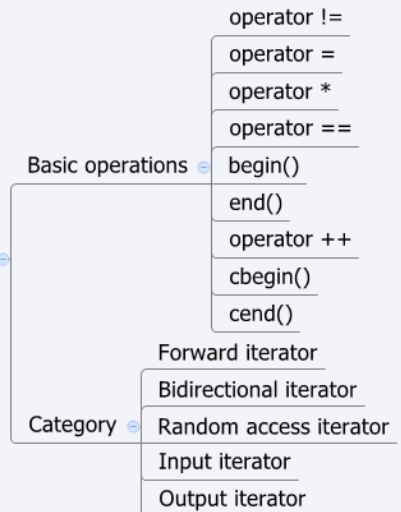 operator !=
operator =
operator *
operator ==
Basic operations
begin()
end()
operator ++
cbegin()
cend()
Forward iterator
Bidirectional iterator
Category
Random access iterator
Input iterator
Output iterator